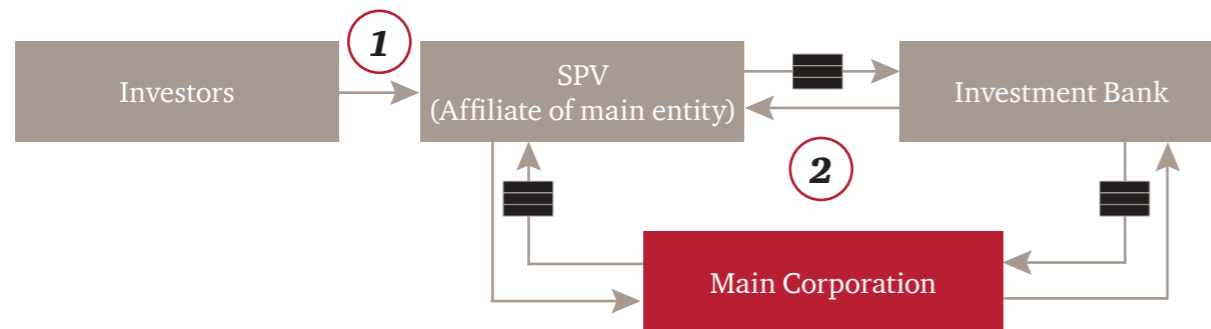 1
Investors
SPV
(Affiliate of main entity)
Investment Bank
2
Main Corporation